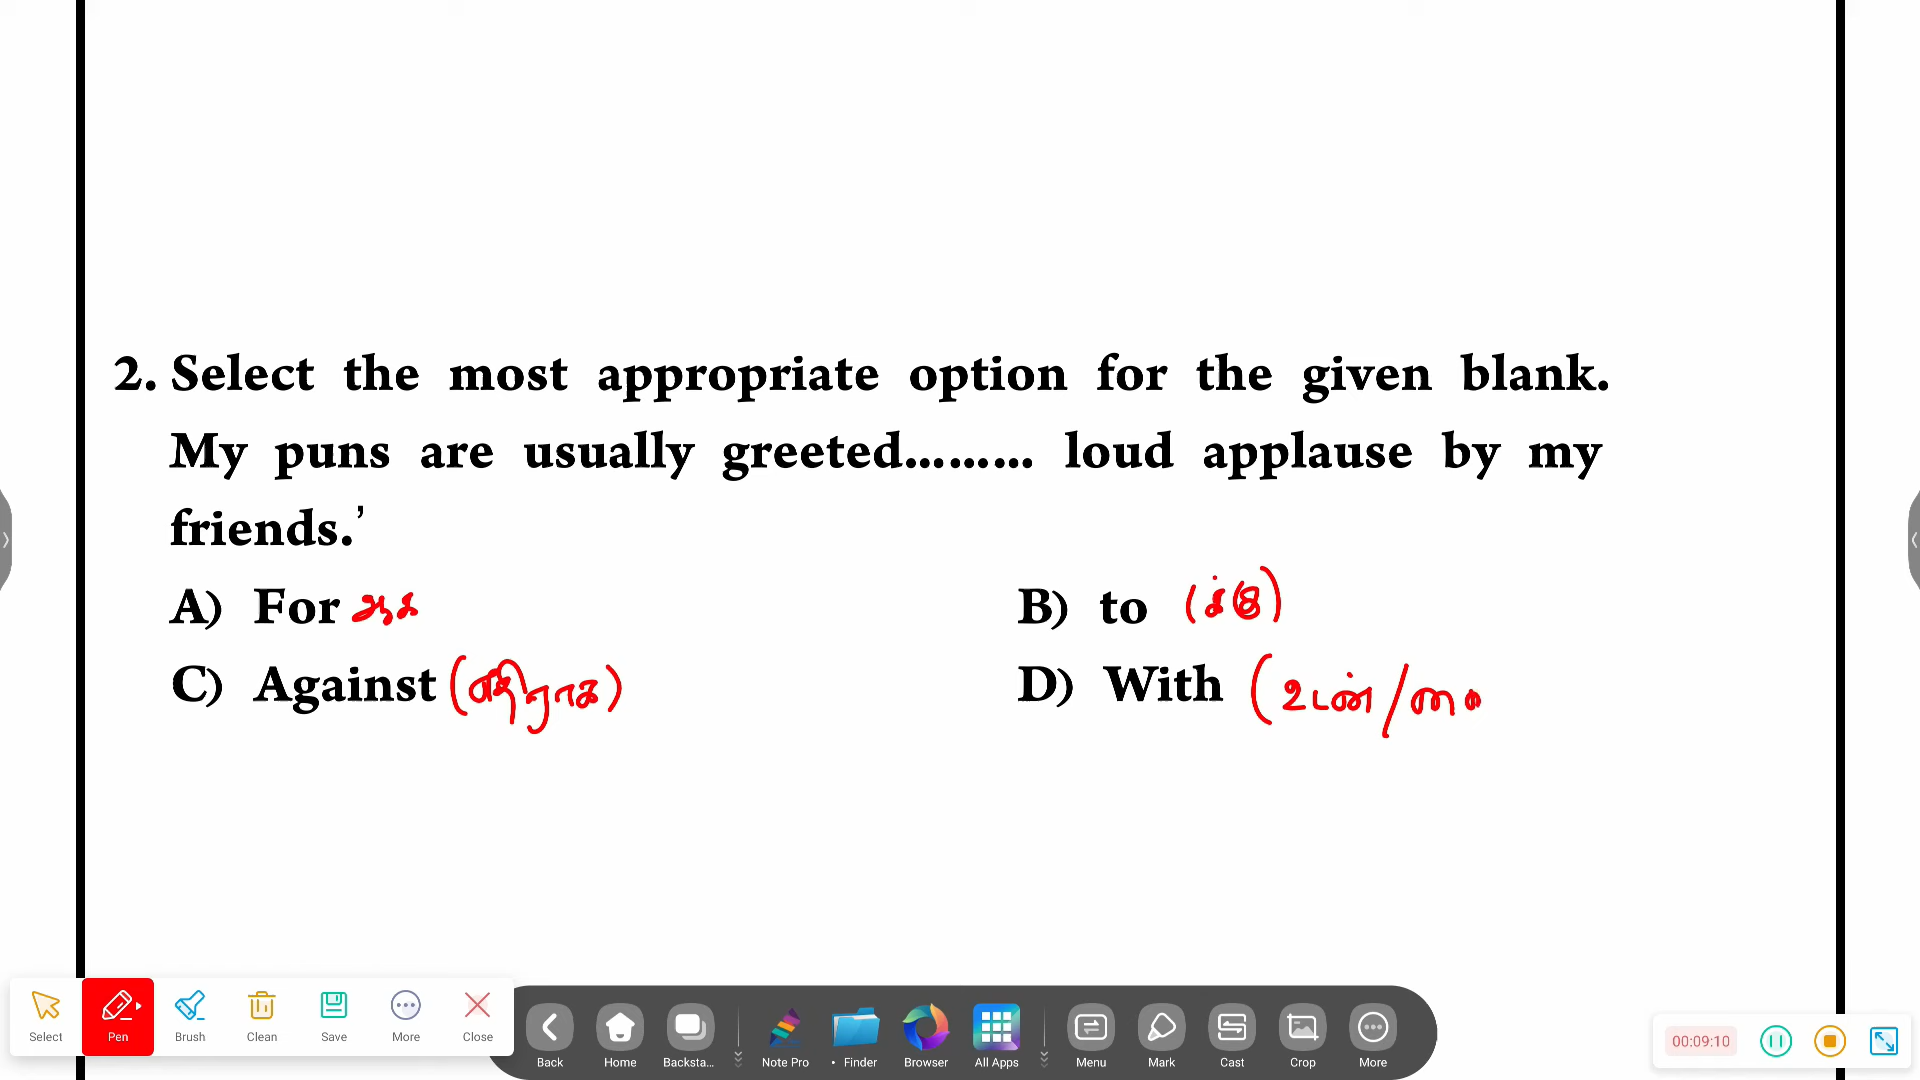 2. Select the most appropriate option for the given blank.
My puns are usually greeted......... loud applause by my
friends.'
A) For
B) to (க்கு)
C) Against (எதிராக)
D) With (உடன்/
Select Pen Brush Clean Save More Close
Back Home Backsta... Note Pro • Finder Browser All Apps Menu Mark Cast Crop More
00:09:10